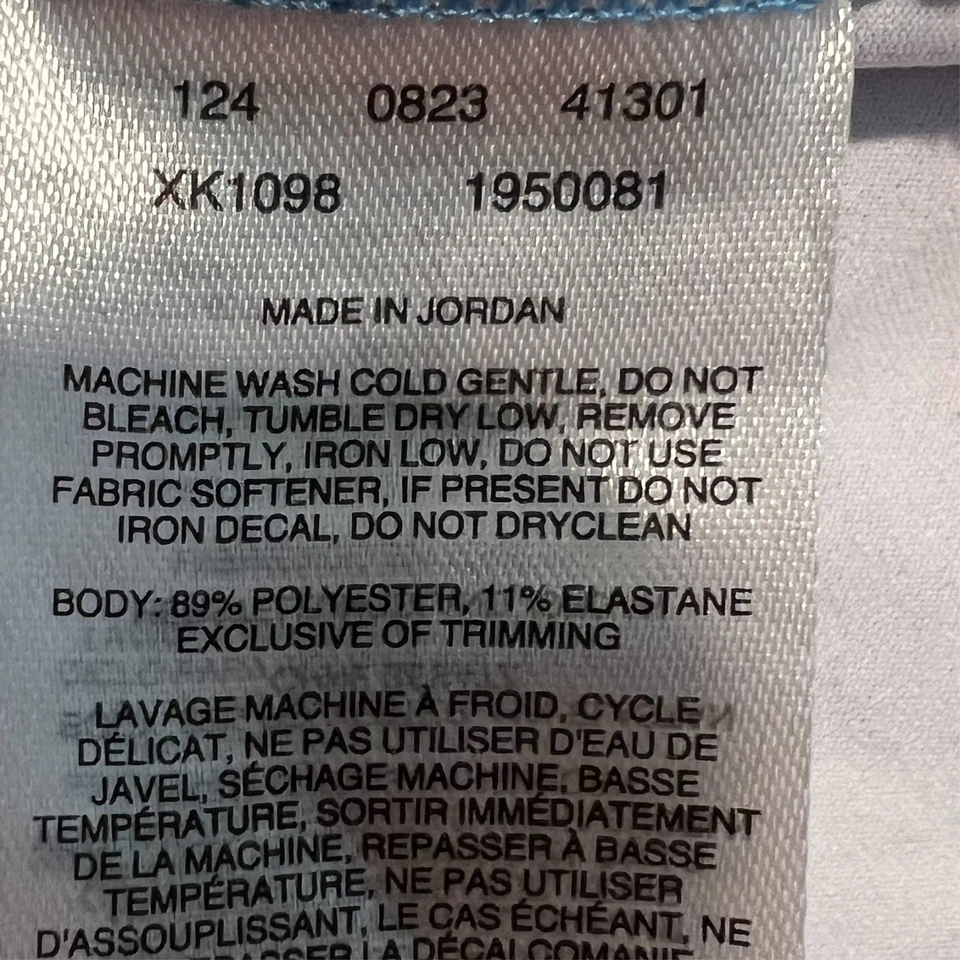 124 0823 41301
XK1098 1950081
MADE IN JORDAN
MACHINE WASH COLD GENTLE, DO NOT
BLEACH, TUMBLE DRY LOW, REMOVE
PROMPTLY, IRON LOW, DO NOT USE
FABRIC SOFTENER, IF PRESENT DO NOT
IRON DECAL, DO NOT DRYCLEAN
BODY: 89% POLYESTER, 11% ELASTANE
EXCLUSIVE OF TRIMMING
LAVAGE MACHINE À FROID, CYCLE
DÉLICAT, NE PAS UTILISER D'EAU DE
JAVEL, SÉCHAGE MACHINE, BASSE
TEMPÉRATURE, SORTIR IMMÉDIATEMENT
DE LA MACHINE, REPASSER À BASSE
TEMPÉRATURE, NE PAS UTILISER
D'ASSOUPLISSANT, LE CAS ÉCHÉANT, NE
LA DÉCALCOMANIE